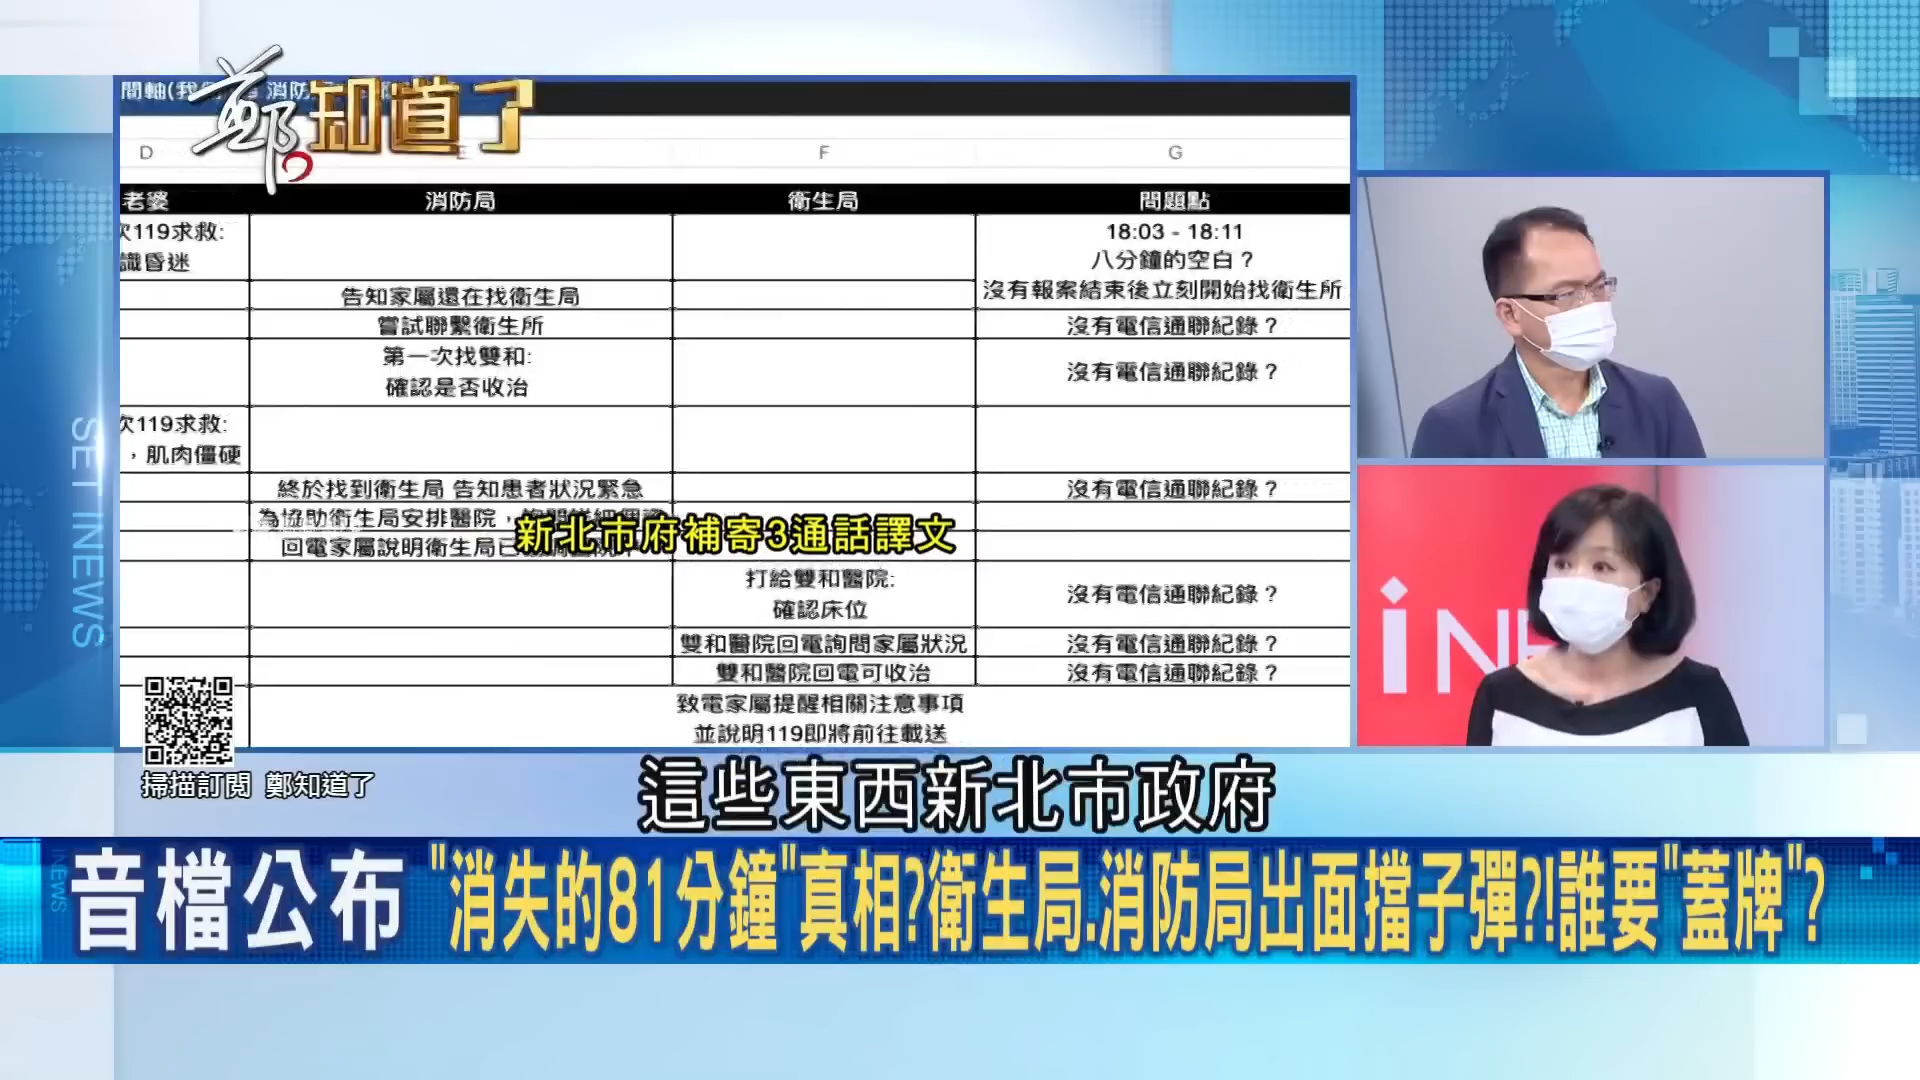 間軸(我
消防
鄭知道了
D
F
G
老婆
消防局
衛生局
問題點
次119求救:
識昏迷
18:03 - 18:11
八分鐘的空白？
沒有報案結束後立刻開始找衛生所
告知家屬還在找衛生局
嘗試聯繫衛生所
沒有電信通聯紀錄？
第一次找雙和:
確認是否收治
沒有電信通聯紀錄？
次119求救:
，肌肉僵硬
終於找到衛生局 告知患者狀況緊急
沒有電信通聯紀錄？
為協助衛生局安排醫院，
新北市府補寄3通話譯文
回電家屬說明衛生局已
打給雙和醫院:
確認床位
沒有電信通聯紀錄？
雙和醫院回電詢問家屬狀況
沒有電信通聯紀錄？
雙和醫院回電可收治
沒有電信通聯紀錄？
致電家屬提醒相關注意事項
並說明119即將前往載送
掃描訂閱 鄭知道了
SET INEWS
iNE
這些東西新北市政府
INEWS
音檔公布
"消失的81分鐘"真相?衛生局.消防局出面擋子彈?!誰要"蓋牌"?